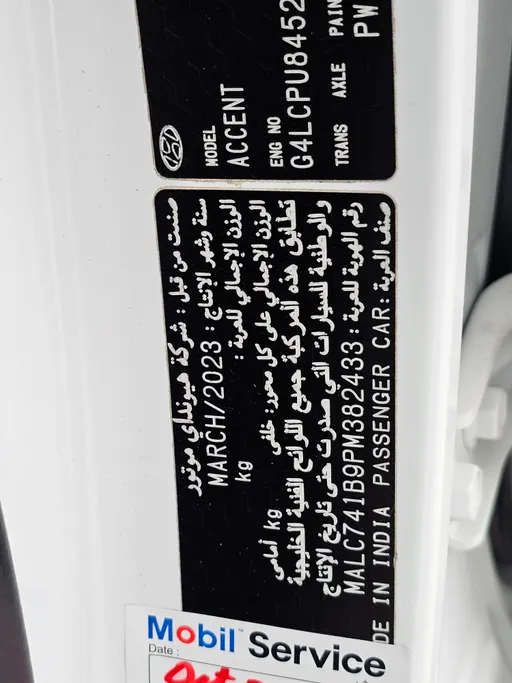 MODEL
ACCENT
ENG NO
G4LCPU8452
TRANS AXLE PAIN
PW
صنعت من قبل : شركة هيونداي موتور
سنة وشهر الإنتاج : MARCH/2023
الوزن الإجمالي للعربة : kg
الوزن الإجمالي على كل محور: خلفي kg أمامي
تطابق هذه المركبة جميع اللوائح الفنية الخليجية
والوطنية للسيارات التي صدرت حتى تاريخ الإنتاج
رقم الهوية للعربة : MALC741B9PM382433
صنف العربة: DE IN INDIA PASSENGER CAR
Mobil Service
Date :
Oct